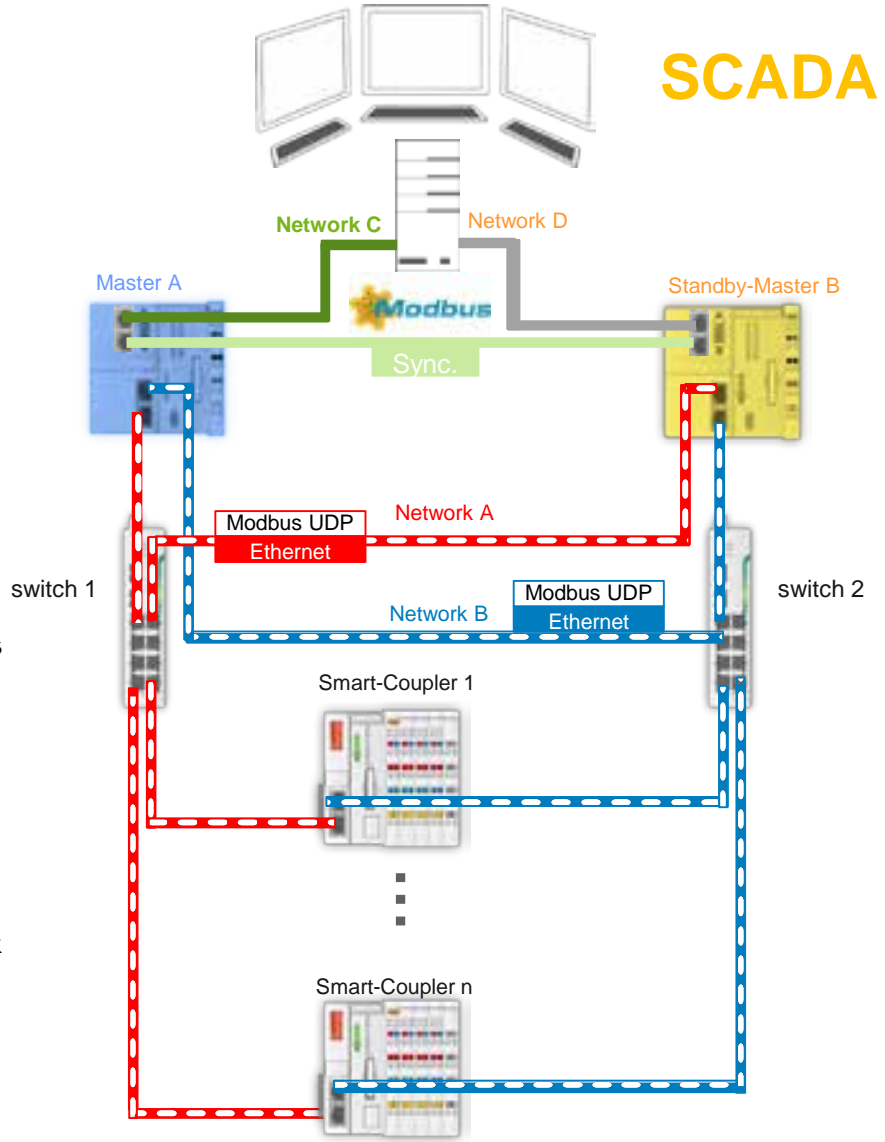 SCADA
Network C
Network D
Master A
Standby-Master B
Modbus
Sync.
Modbus UDP
Ethernet
Network A
switch 1
Modbus UDP
Ethernet
switch 2
Network B
s
Smart-Coupler 1
Smart-Coupler n